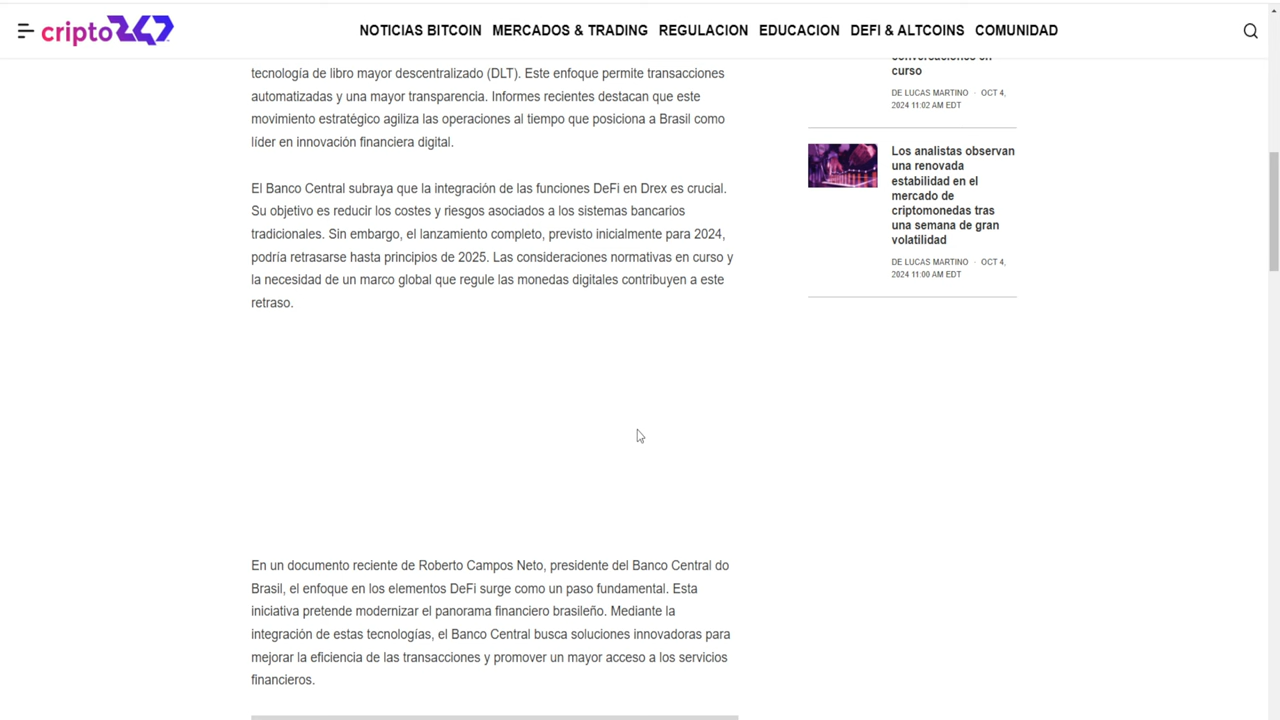 cripto247
NOTICIAS BITCOIN MERCADOS & TRADING REGULACION EDUCACION DEFI & ALTCOINS COMUNIDAD
tecnología de libro mayor descentralizado (DLT). Este enfoque permite transacciones
automatizadas y una mayor transparencia. Informes recientes destacan que este
movimiento estratégico agiliza las operaciones al tiempo que posiciona a Brasil como
líder en innovación financiera digital.
El Banco Central subraya que la integración de las funciones DeFi en Drex es crucial.
Su objetivo es reducir los costes y riesgos asociados a los sistemas bancarios
tradicionales. Sin embargo, el lanzamiento completo, previsto inicialmente para 2024,
podría retrasarse hasta principios de 2025. Las consideraciones normativas en curso y
la necesidad de un marco global que regule las monedas digitales contribuyen a este
retraso.
En un documento reciente de Roberto Campos Neto, presidente del Banco Central do
Brasil, el enfoque en los elementos DeFi surge como un paso fundamental. Esta
iniciativa pretende modernizar el panorama financiero brasileño. Mediante la
integración de estas tecnologías, el Banco Central busca soluciones innovadoras para
mejorar la eficiencia de las transacciones y promover un mayor acceso a los servicios
financieros.
conversaciones en
curso
DE LUCAS MARTINO · OCT 4,
2024 11:02 AM EDT
Los analistas observan
una renovada
estabilidad en el
mercado de
criptomonedas tras
una semana de gran
volatilidad
DE LUCAS MARTINO · OCT 4,
2024 11:00 AM EDT